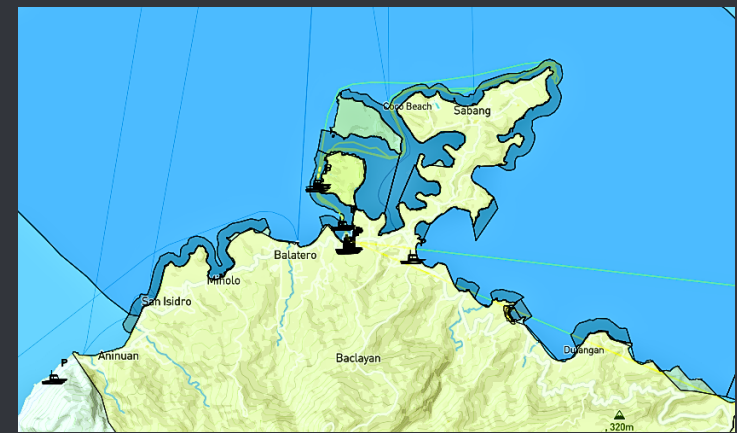 Coco Beach
Sabang
Balatero
Minolo
San Isidro
Aninuan
P
Baclayan
Dulangan
, 320m